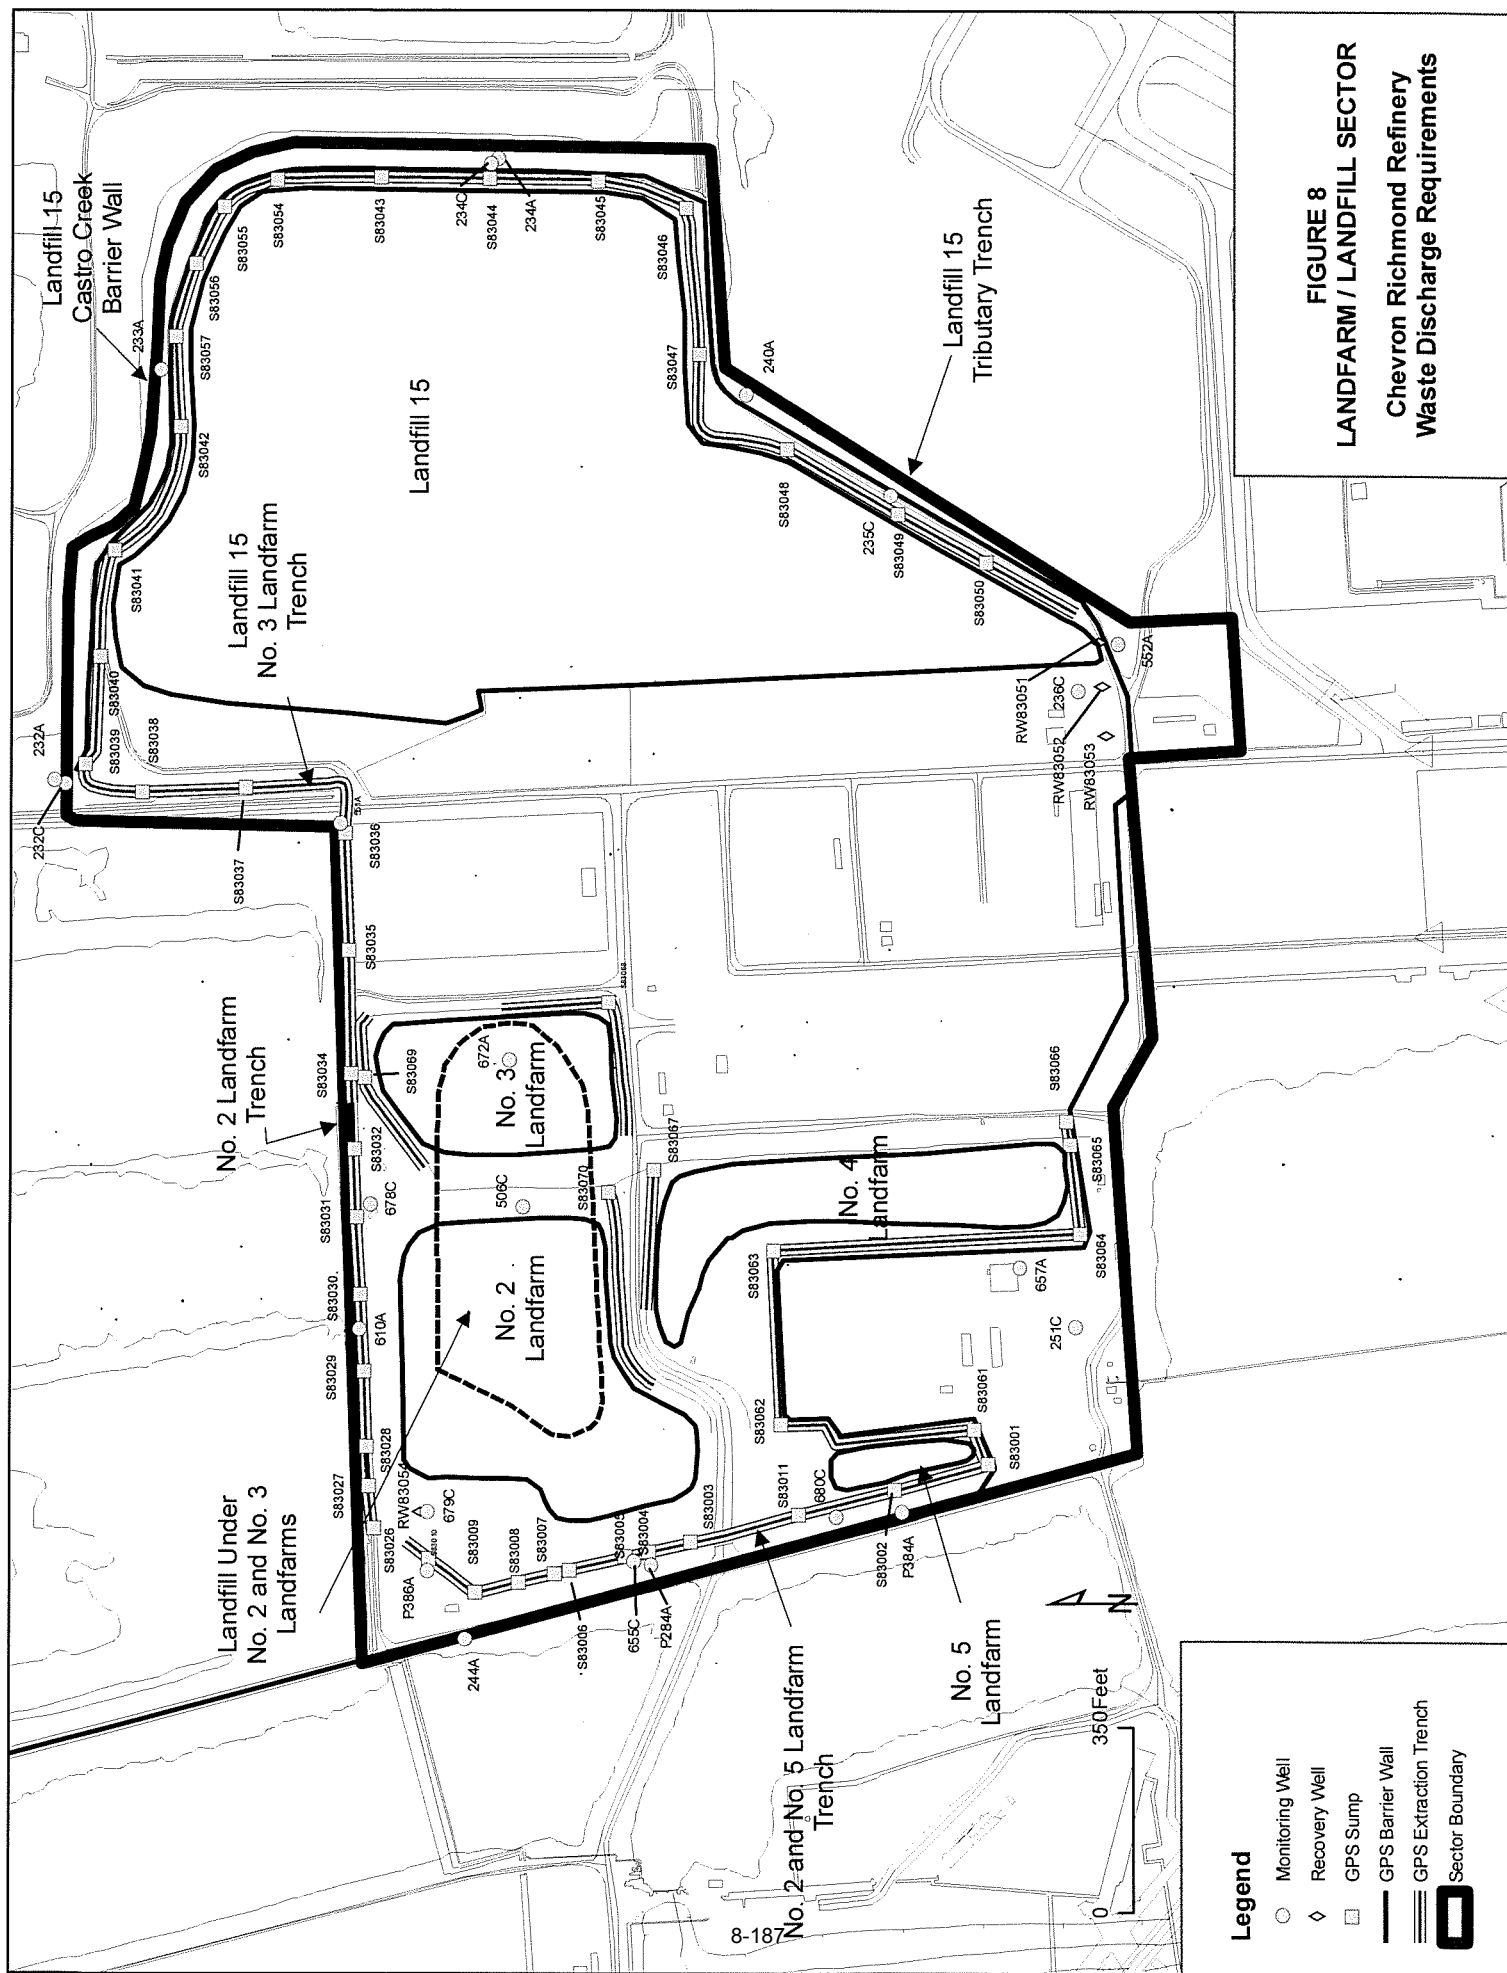 Landfill 15
Castro Creek
Barrier Wall
233A
S83055
S83054
S83043
234C
S83044
234A
S83045
S83046
S83056
S83057
S83042
S83047
240A
Landfill 15
Landfill 15
Tributary Trench
S83041
Landfill 15
No. 3 Landfarm
Trench
S83048
235C
S83049
S83050
552A
232A
S83040
S83039
S83038
232C
S83037
S83036
RW83051
236C
RW83052
RW83053
S83035
No. 2 Landfarm
Trench
S83034
S83069
672A
No. 3
Landfarm
S83066
S83032
678C
S83031
506C
S83070
S83067
No. 4
Landfarm
S83065
S83064
S83063
657A
251C
S83030
610A
S83029
No. 2
Landfarm
S83028
S83027
RW83054
679C
S83026
S83062
S83061
S83001
Landfill Under
No. 2 and No. 3
Landfarms
P386A
S83010
S83009
S83008
S83007
S83005
S83004
S83003
S83011
680C
S83002
P384A
S83006
655C
P284A
244A
No. 2 and No. 5 Landfarm
Trench
No. 5
Landfarm
N
0
350 Feet
8-187
Legend
Monitoring Well
Recovery Well
GPS Sump
GPS Barrier Wall
GPS Extraction Trench
Sector Boundary
FIGURE 8
LANDFARM / LANDFILL SECTOR
Chevron Richmond Refinery
Waste Discharge Requirements